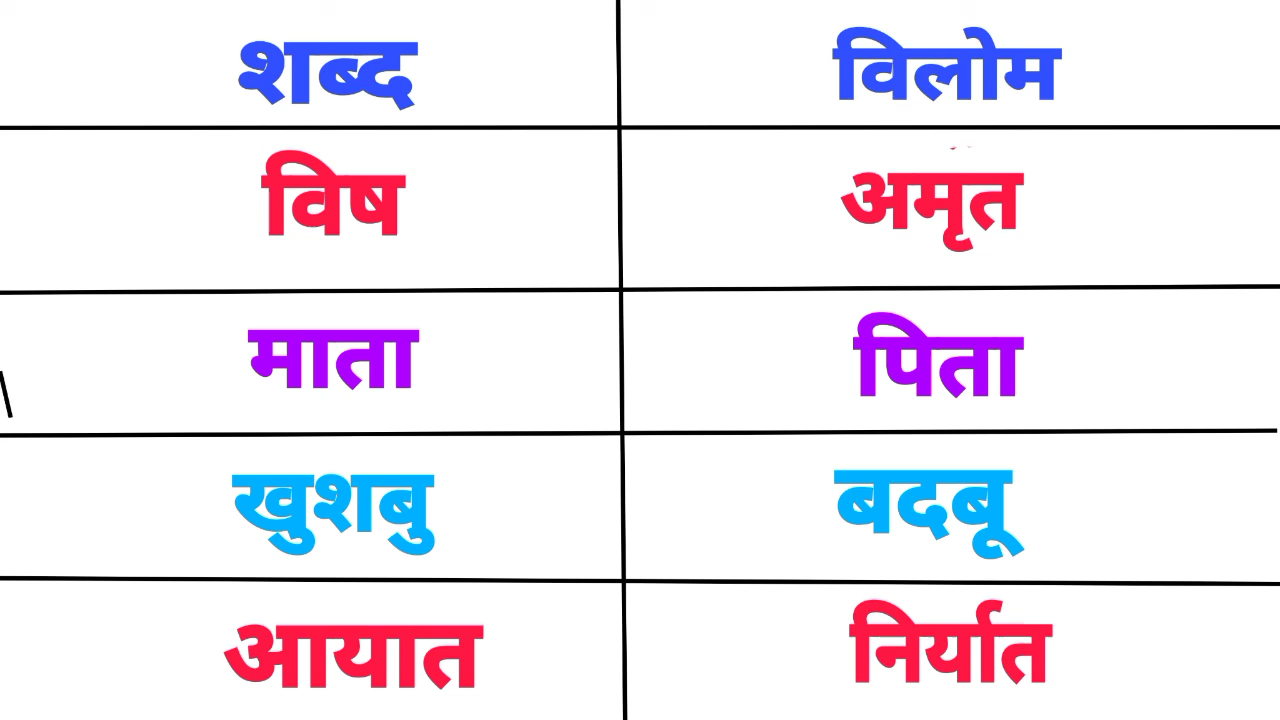 शब्द विलोम
विष अमृत
माता पिता
खुशबु बदबू
आयात निर्यात